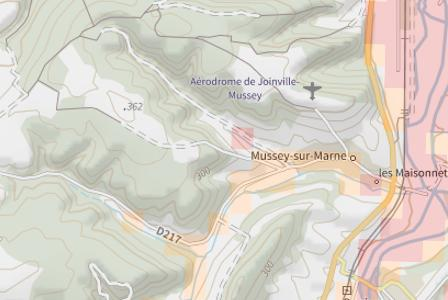 Aérodrome de Joinville-
Mussey
362
Mussey-sur-Marne
les Maisonnet
300
D217
300